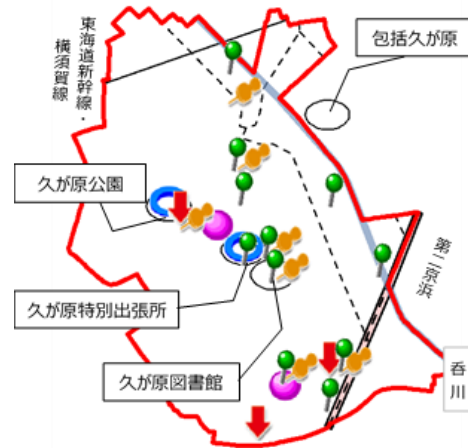 包括久が原
東海道新幹線・
横須賀線
久が原公園
第二京浜
久が原特別出張所
久が原図書館
呑川